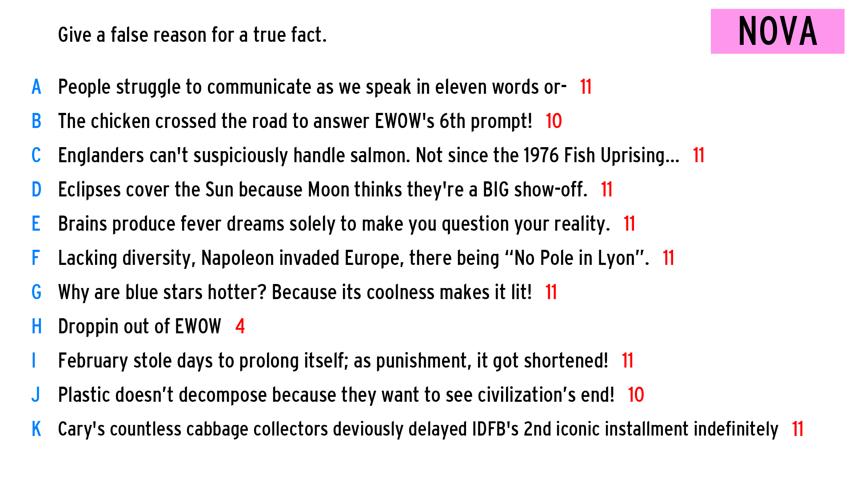 Give a false reason for a true fact.
NOVA
A People struggle to communicate as we speak in eleven words or- 11
B The chicken crossed the road to answer EWOW's 6th prompt! 10
C Englanders can't suspiciously handle salmon. Not since the 1976 Fish Uprising... 11
D Eclipses cover the Sun because Moon thinks they're a BIG show-off. 11
E Brains produce fever dreams solely to make you question your reality. 11
F Lacking diversity, Napoleon invaded Europe, there being “No Pole in Lyon”. 11
G Why are blue stars hotter? Because its coolness makes it lit! 11
H Droppin out of EWOW 4
I February stole days to prolong itself; as punishment, it got shortened! 11
J Plastic doesn’t decompose because they want to see civilization’s end! 10
K Cary's countless cabbage collectors deviously delayed IDFB's 2nd iconic installment indefinitely 11